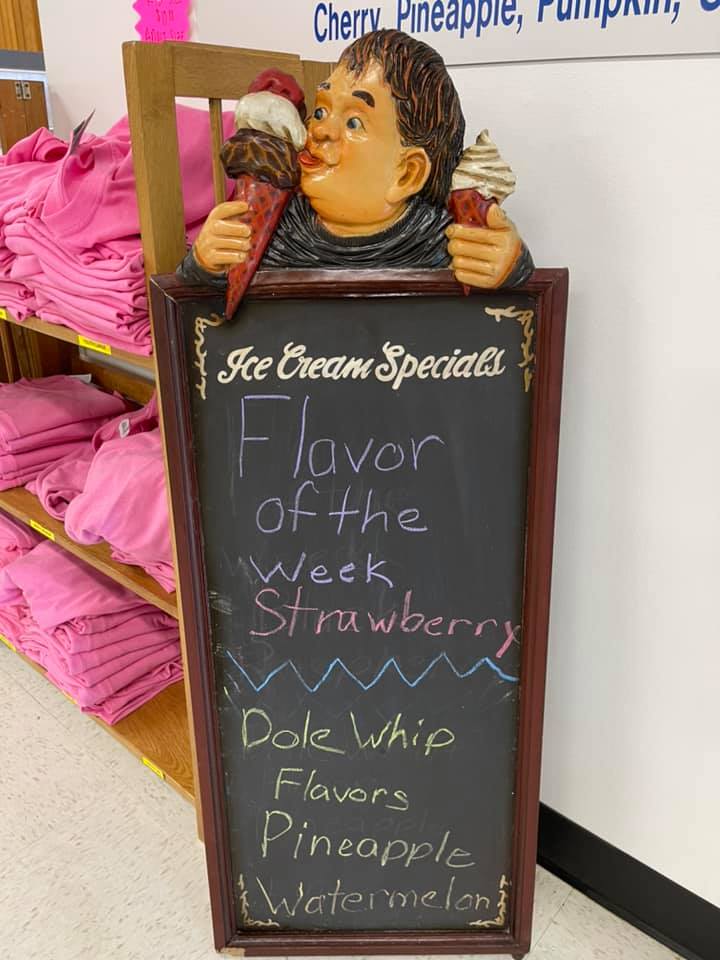 Cherry, Pineapple, Pumpkin,
Ice Cream Specials
Flavor
of the
Week
Strawberry
Dole Whip
Flavors
Pineapple
Watermelon